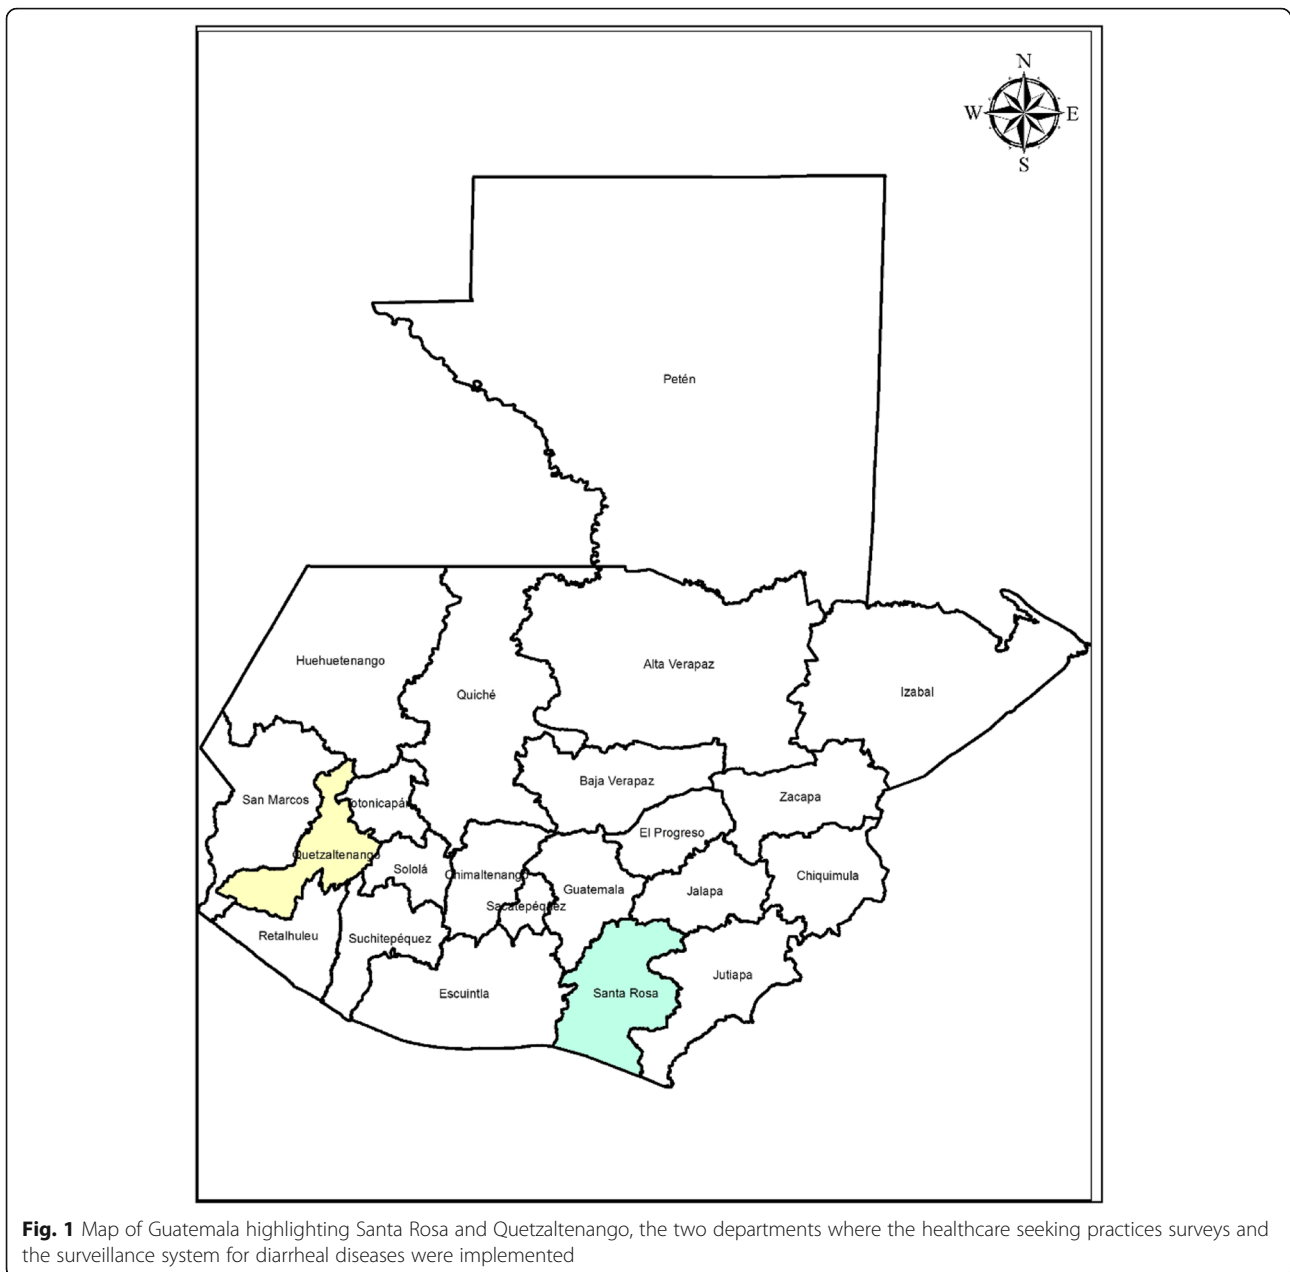 N
W E
S
Petén
Huehuetenango
Alta Verapaz
Quiché
Izabal
Baja Verapaz
San Marcos
otonicapán
Zacapa
El Progreso
Quetzaltenango
Sololá
Chimaltenango
Guatemala
Jalapa
Chiquimula
Sacatepéquez
Retalhuleu
Suchitepéquez
Jutiapa
Escuintla
Santa Rosa
Fig. 1 Map of Guatemala highlighting Santa Rosa and Quetzaltenango, the two departments where the healthcare seeking practices surveys and
the surveillance system for diarrheal diseases were implemented